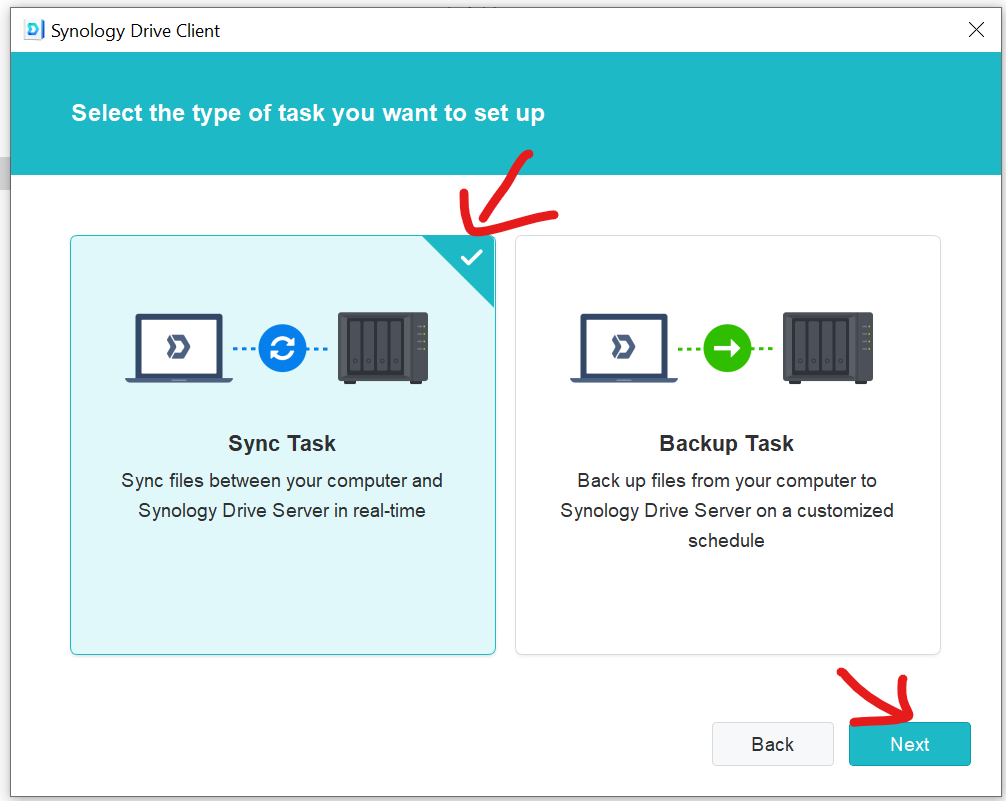 Synology Drive Client
Select the type of task you want to set up
Sync Task
Sync files between your computer and
Synology Drive Server in real-time
Backup Task
Back up files from your computer to
Synology Drive Server on a customized
schedule
Back
Next